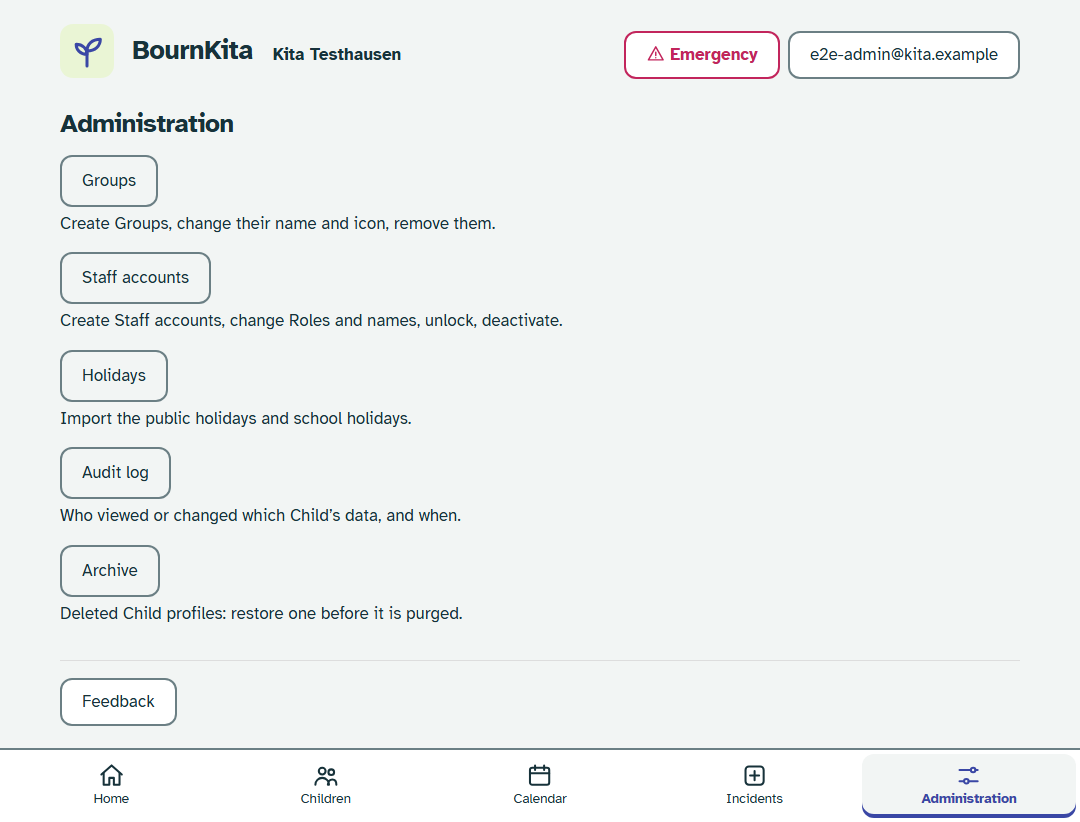 BournKita Kita Testhausen
Emergency
e2e-admin@kita.example
Administration
Groups
Create Groups, change their name and icon, remove them.
Staff accounts
Create Staff accounts, change Roles and names, unlock, deactivate.
Holidays
Import the public holidays and school holidays.
Audit log
Who viewed or changed which Child’s data, and when.
Archive
Deleted Child profiles: restore one before it is purged.
Feedback
Home
Children
Calendar
Incidents
Administration